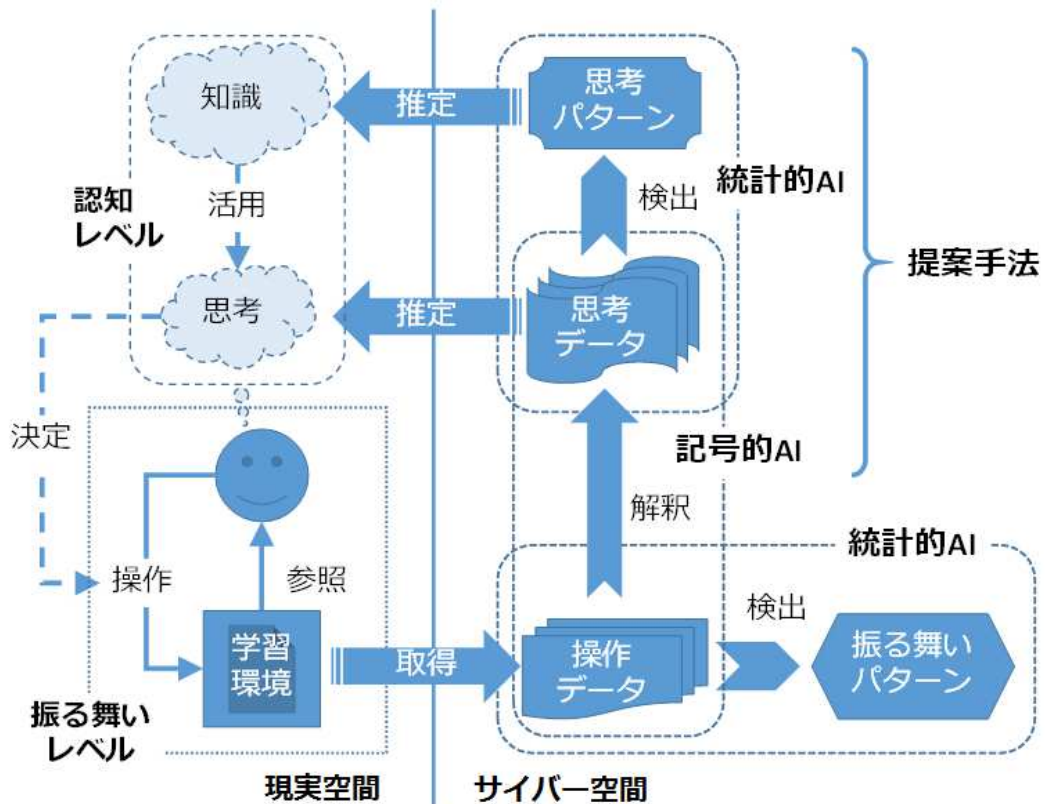 知識
推定
思考
パターン
統計的AI
認知
レベル
活用
検出
提案手法
思考
推定
思考
データ
決定
記号的AI
解釈
統計的AI
操作
参照
検出
学習
環境
取得
操作
データ
振る舞い
パターン
振る舞い
レベル
現実空間
サイバー空間